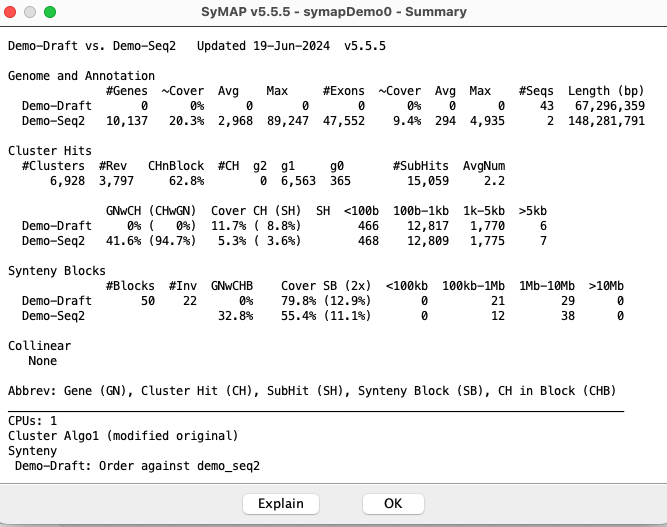 SyMAP v5.5.5 - symapDemo0 - Summary
Demo-Draft vs. Demo-Seq2   Updated 19-Jun-2024  v5.5.5
Genome and Annotation
              #Genes  ~Cover  Avg    Max     #Exons  ~Cover  Avg  Max    #Seqs  Length (bp)
  Demo-Draft       0      0%    0      0          0      0%    0    0       43   67,296,359
  Demo-Seq2   10,137   20.3%  2,968  89,247  47,552    9.4%  294  4,935      2  148,281,791
Cluster Hits
  #Clusters  #Rev   CHnBlock   #CH  g2  g1     g0       #SubHits  AvgNum
      6,928  3,797     62.8%         0  6,563  365        15,059     2.2
              GNwCH (CHwGN)  Cover CH (SH)   SH  <100b  100b-1kb  1k-5kb  >5kb
  Demo-Draft     0% (   0%)  11.7% ( 8.8%)         466    12,817   1,770     6
  Demo-Seq2   41.6% (94.7%)   5.3% ( 3.6%)         468    12,809   1,775     7
Synteny Blocks
              #Blocks  #Inv  GNwCHB    Cover SB (2x)  <100kb  100kb-1Mb  1Mb-10Mb  >10Mb
  Demo-Draft       50    22      0%    79.8% (12.9%)       0         21        29      0
  Demo-Seq2                   32.8%    55.4% (11.1%)       0         12        38      0
Collinear
   None
Abbrev: Gene (GN), Cluster Hit (CH), SubHit (SH), Synteny Block (SB), CH in Block (CHB)
CPUs: 1
Cluster Algo1 (modified original)
Synteny
 Demo-Draft: Order against demo_seq2
Explain   OK